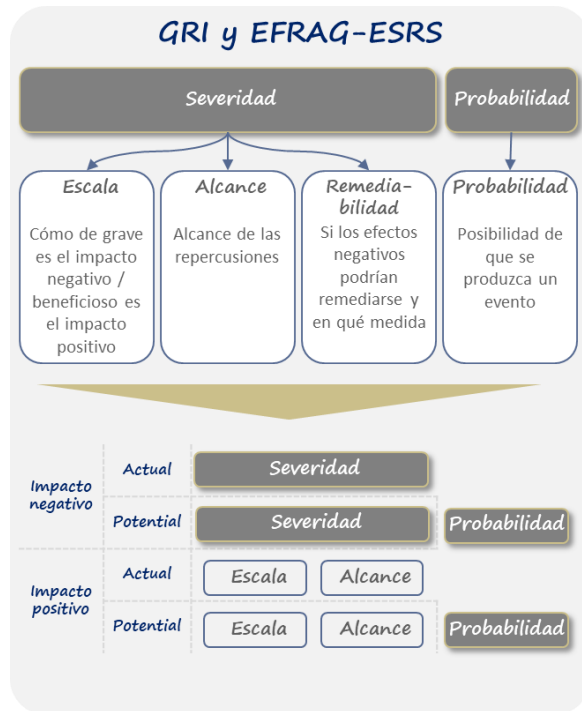 GRI y EFRAG-ESRS
Severidad
Probabilidad
Escala
Cómo de grave
es el impacto
negativo /
beneficioso es
el impacto
positivo
Alcance
Alcance de las
repercusiones
Remedia-
bilidad
Si los efectos
negativos
podrían
remediarse y
en qué medida
Probabilidad
Posibilidad de
que se
produzca un
evento
Impacto
negativo
Actual
Severidad
Potential
Severidad
Probabilidad
Impacto
positivo
Actual
Escala
Alcance
Potential
Escala
Alcance
Probabilidad